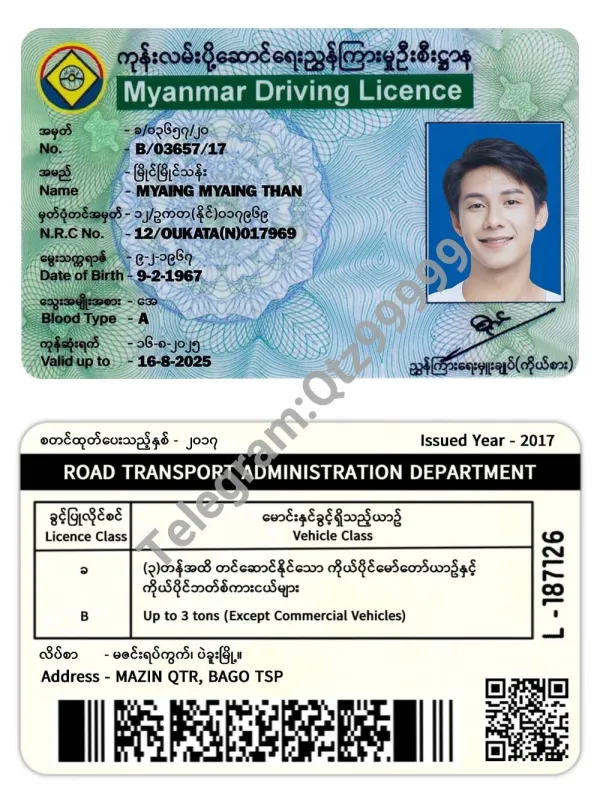 ကုန်းလမ်းပို့ဆောင်ရေးညွှန်ကြားမှုဦးစီးဌာန
Myanmar Driving Licence
အမှတ် - ခ/၀၃၆၅၇/၂၀
No. - B/03657/17
အမည် - မြိုင်မြိုင်သန်း
Name - MYAING MYAING THAN
မှတ်ပုံတင်အမှတ် - ၁၂/ဥကတ(နိုင်)၀၁၇၉၆၉
N.R.C No. - 12/OUKATA(N)017969
မွေးသက္ကရာဇ် - ၉-၂-၁၉၆၇
Date of Birth - 9-2-1967
သွေးအမျိုးအစား - အေ
Blood Type - A
ကုန်ဆုံးရက် - ၁၆-၈-၂၀၂၅
Valid up to - 16-8-2025
ညွှန်ကြားရေးမှူးချုပ်(ကိုယ်စား)
Telegram:Qtz99999
စတင်ထုတ်ပေးသည့်နှစ် - ၂၀၁၇
Issued Year - 2017
ROAD TRANSPORT ADMINISTRATION DEPARTMENT
ခွင့်ပြုလိုင်စင် မောင်းနှင်ခွင့်ရှိသည့်ယာဉ်
Licence Class Vehicle Class
ခ (၃)တန်အထိ တင်ဆောင်နိုင်သော ကိုယ်ပိုင်မော်တော်ယာဉ်နှင့်
ကိုယ်ပိုင်ဘတ်စ်ကားငယ်များ
B Up to 3 tons (Except Commercial Vehicles)
L -187126
လိပ်စာ - မဇင်းရပ်ကွက်၊ ပဲခူးမြို့။
Address - MAZIN QTR, BAGO TSP